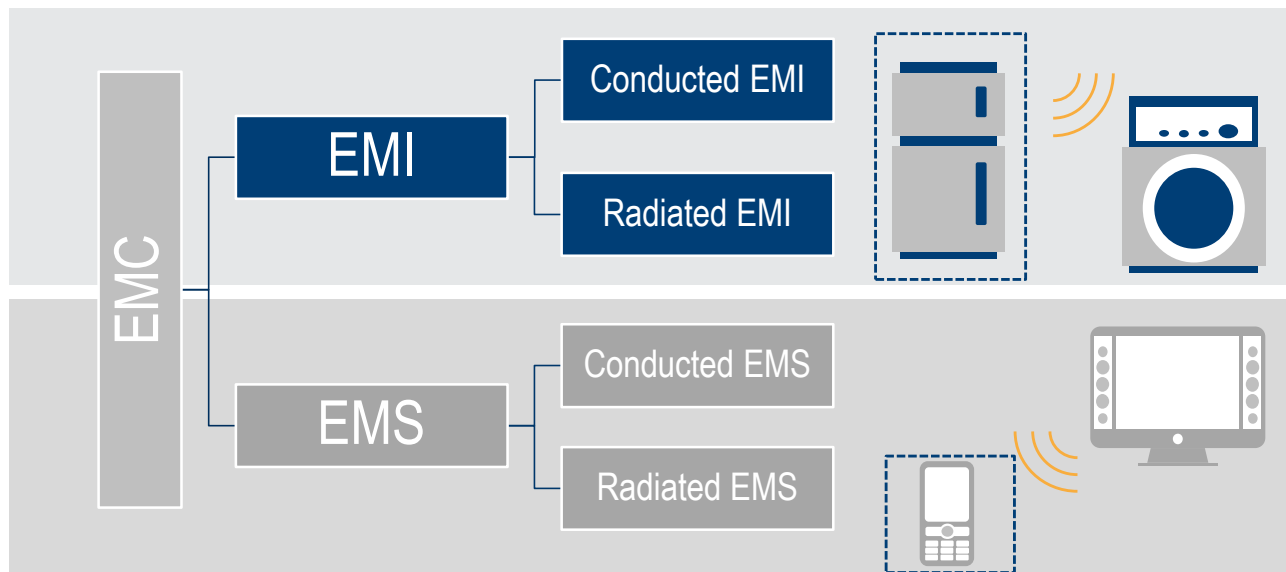 EMC
EMI
Conducted EMI
Radiated EMI
EMS
Conducted EMS
Radiated EMS